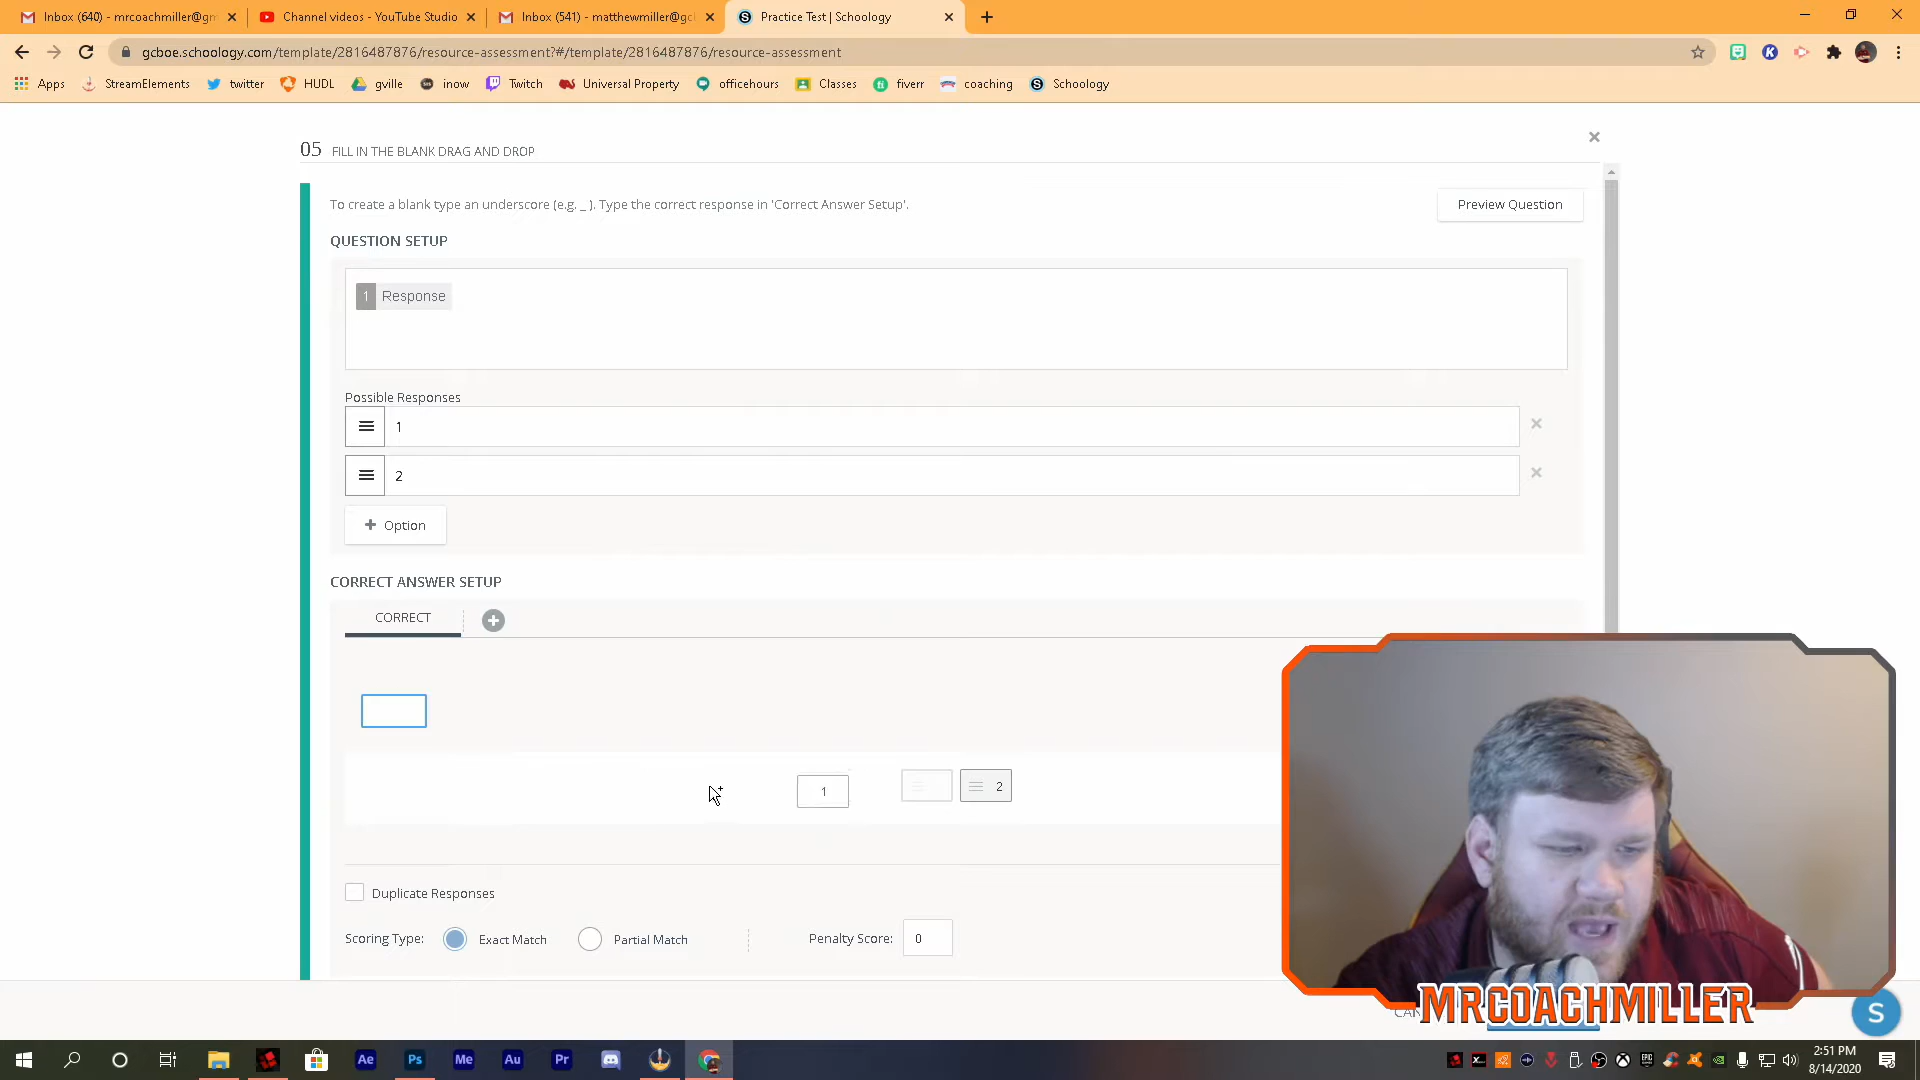 Inbox (640) - mrcoachmiller@gm
Channel videos - YouTube Studio
Inbox (541) - matthewmiller@gc
Practice Test | Schoology
gcboe.schoology.com/template/2816487876/resource-assessment?#/template/2816487876/resource-assessment
Apps StreamElements twitter HUDL gville inow Twitch Universal Property officehours Classes fiverr coaching Schoology
05 FILL IN THE BLANK DRAG AND DROP
To create a blank type an underscore (e.g. _ ). Type the correct response in 'Correct Answer Setup'.
Preview Question
QUESTION SETUP
1 Response
Possible Responses
1
2
+ Option
CORRECT ANSWER SETUP
CORRECT
1 2
Duplicate Responses
Scoring Type: Exact Match Partial Match Penalty Score: 0
MRCOACHMILLER
S
Ae Ps Me Au Pr
2:51 PM
8/14/2020